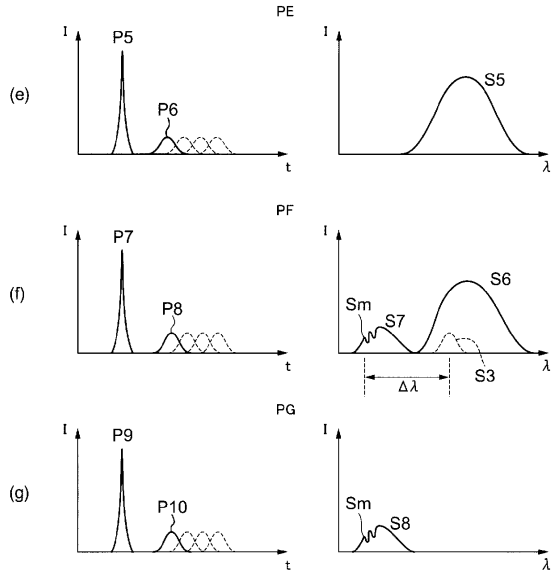 PE
(e)
I
P5
P6
t
I
S5
λ
PF
(f)
I
P7
P8
t
I
Sm
S7
S6
S3
Δλ
λ
PG
(g)
I
P9
P10
t
I
Sm
S8
λ